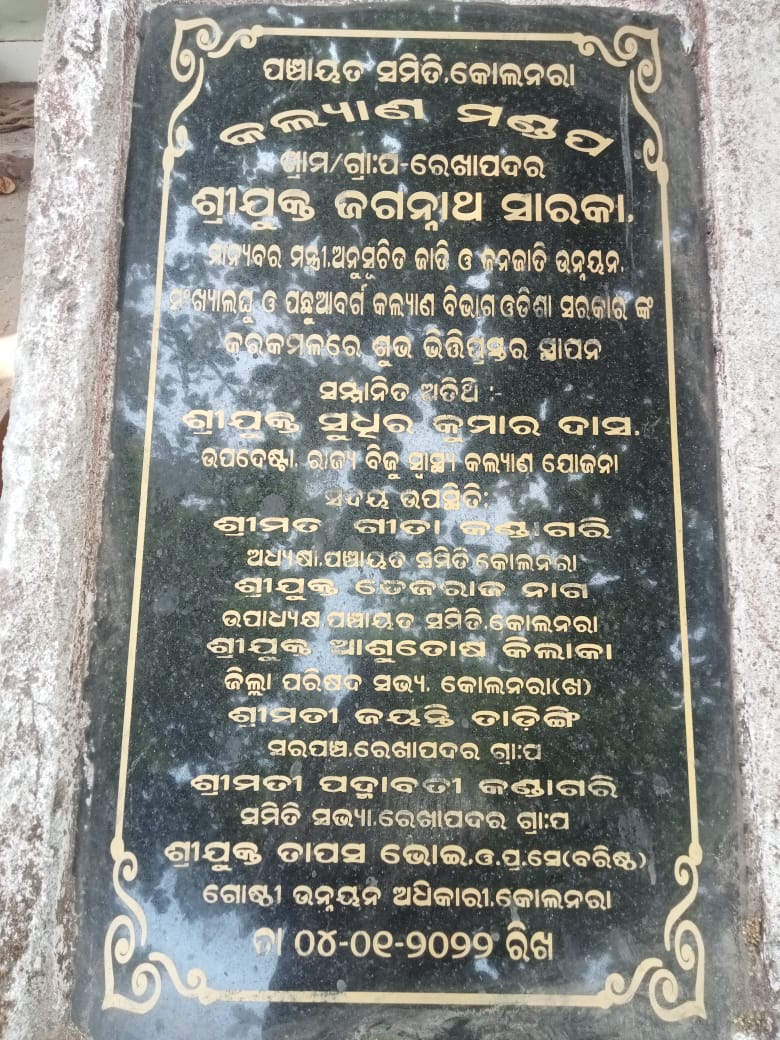 ପଞ୍ଚାୟତ ସମିତି.କୋଲନରା
କଲ୍ୟାଣ ମଣ୍ଡପ
ଗ୍ରାମ/ଗ୍ରା:ପ-ରେଖାପଦର
ଶ୍ରୀଯୁକ୍ତ ଜଗନ୍ନାଥ ସାରକା,
ମାନ୍ୟବର ମନ୍ତ୍ରୀ.ଅନୁସୂଚିତ ଜାତି ଓ ଜନଜାତି ଉନ୍ନୟନ,
ସଂଖ୍ୟାଲଘୁ ଓ ପଛୁଆବର୍ଗ କଲ୍ୟାଣ ବିଭାଗ ଓଡିଶା ସରକାର ଙ୍କ
କରକମଳରେ ଶୁଭ ଭିତ୍ତିପ୍ରସ୍ତର ସ୍ଥାପନ
ସମ୍ମାନିତ ଅତିଥି :-
ଶ୍ରୀଯୁକ୍ତ ସୁଧିର କୁମାର ଦାସ,
ଉପଦେଷ୍ଟା, ରାଜ୍ୟ ବିଜୁ ସ୍ୱାସ୍ଥ୍ୟ କଲ୍ୟାଣ ଯୋଜନା
ସଦୟ ଉପସ୍ଥିତି:
ଶ୍ରୀମତୀ ଗୀତା କଣ୍ଡାଗରି
ଅଧ୍ୟକ୍ଷା.ପଞ୍ଚାୟତ ସମିତି.କୋଲନରା
ଶ୍ରୀଯୁକ୍ତ ତେଜରାଜ ନାଗ
ଉପାଧ୍ୟକ୍ଷ.ପଞ୍ଚାୟତ ସମିତି.କୋଲନରା
ଶ୍ରୀଯୁକ୍ତ ଆଶୁତୋଷ କିଲାକା
ଜିଲ୍ଲା ପରିଷଦ ସଭ୍ୟ, କୋଲନରା(ଖ)
ଶ୍ରୀମତୀ ଜୟନ୍ତି ତାଡ଼ିଙ୍ଗି
ସରପଞ୍ଚ.ରେଖାପଦର ଗ୍ରା:ପ
ଶ୍ରୀମତୀ ପଦ୍ମାବତୀ କଣ୍ଡାଗରି
ସମିତି ସଭ୍ୟା.ରେଖାପଦର ଗ୍ରା:ପ
ଶ୍ରୀଯୁକ୍ତ ତାପସ ଭୋଇ,ଓ.ପ୍ର.ସେ(ବରିଷ୍ଠ)
ଗୋଷ୍ଠୀ ଉନ୍ନୟନ ଅଧିକାରୀ.କୋଲନରା
ତା ୦୪-୦୧-୨୦୨୨ ରିଖ